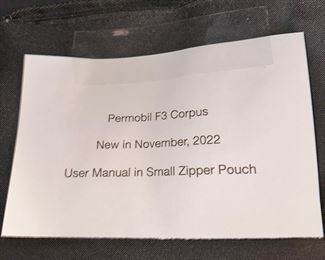 Permobil F3 Corpus
New in November, 2022
User Manual in Small Zipper Pouch